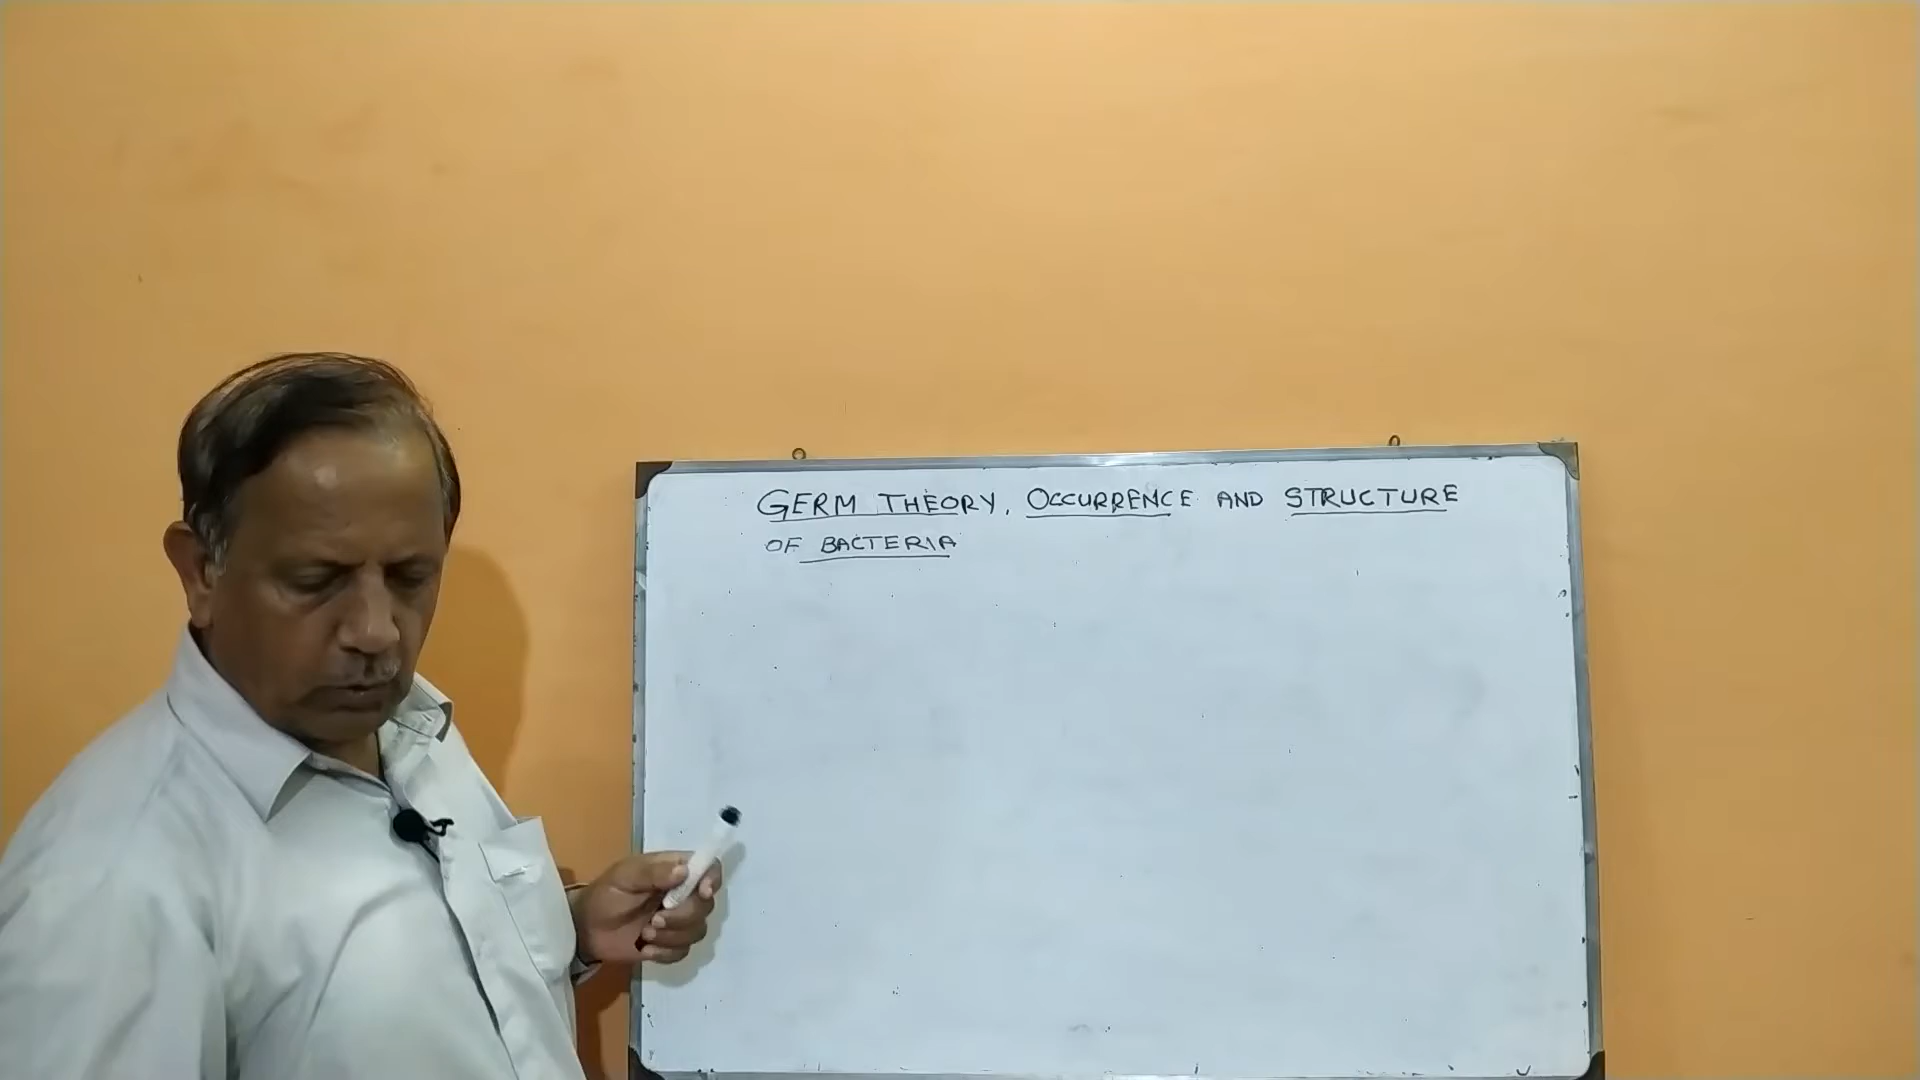 GERM THEORY, OCCURRENCE AND STRUCTURE
OF BACTERIA